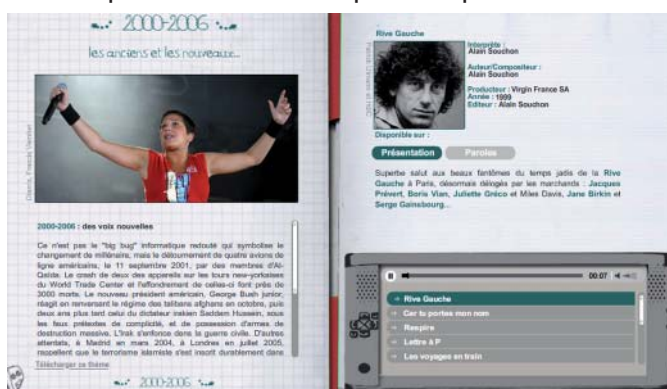 2000-2006
les anciens et les nouveaux...
2000-2006 : des voix nouvelles
Ce n'est pas le "big bug" informatique redouté qui symbolise le
changement de millénaire, mais le détournement de quatre avions de
ligne américains, le 11 septembre 2001, par des membres d'Al-
Qaïda. Le crash de deux des appareils sur les tours new-yorkaises
du World Trade Center et l'effondrement de celles-ci font près de
3000 morts. Le nouveau président américain, George Bush junior,
réagit en renversant le régime des talibans afghans en octobre, puis
deux ans plus tard celui du dictateur irakien Saddam Hussein, sous
les faux prétextes de complicité, et de possession d'armes de
destruction massive. L'Irak s'enfonce dans la guerre civile. D'autres
attentats, à Madrid en mars 2004, à Londres en juillet 2005,
rappellent que le terrorisme islamiste s'est inscrit durablement dans
Télécharger ce thème
2000-2006
Rive Gauche
Interprète :
Alain Souchon
Auteur/Compositeur :
Alain Souchon
Producteur : Virgin France SA
Année : 1999
Editeur : Alain Souchon
Disponible sur :
Présentation
Paroles
Superbe salut aux beaux fantômes du temps jadis de la Rive
Gauche à Paris, désormais délogés par les marchands : Jacques
Prévert, Boris Vian, Juliette Gréco et Miles Davis, Jane Birkin et
Serge Gainsbourg...
00:07
Rive Gauche
Car tu portes mon nom
Respire
Lettre à P
Les voyages en train